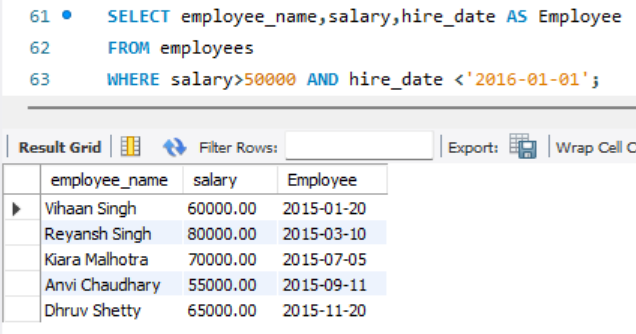 61 SELECT employee_name,salary,hire_date AS Employee
62 FROM employees
63 WHERE salary>50000 AND hire_date <'2016-01-01';
Result Grid Filter Rows: Export: Wrap Cell C
employee_name salary Employee
Vihaan Singh 60000.00 2015-01-20
Reyansh Singh 80000.00 2015-03-10
Kiara Malhotra 70000.00 2015-07-05
Anvi Chaudhary 55000.00 2015-09-11
Dhruv Shetty 65000.00 2015-11-20